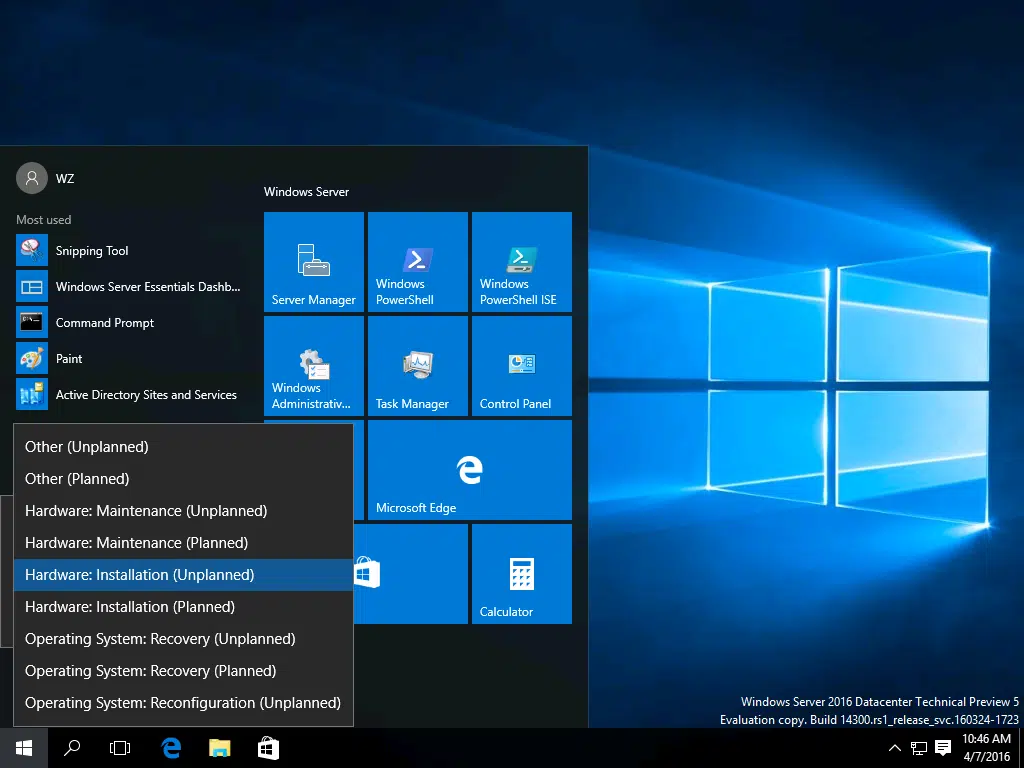 WZ
Most used
Snipping Tool
Windows Server Essentials Dashb...
Command Prompt
Paint
Active Directory Sites and Services
Windows Server
Server Manager
Windows
PowerShell
Windows
PowerShell ISE
Windows
Administrativ...
Task Manager
Control Panel
Microsoft Edge
Calculator
Other (Unplanned)
Other (Planned)
Hardware: Maintenance (Unplanned)
Hardware: Maintenance (Planned)
Hardware: Installation (Unplanned)
Hardware: Installation (Planned)
Operating System: Recovery (Unplanned)
Operating System: Recovery (Planned)
Operating System: Reconfiguration (Unplanned)
Windows Server 2016 Datacenter Technical Preview 5
Evaluation copy. Build 14300.rs1_release_svc.160324-1723
10:46 AM
4/7/2016